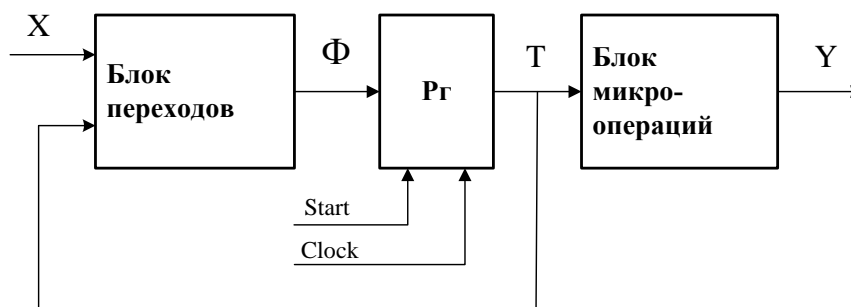 X
Блок
переходов
Φ
Рг
T
Блок
микро-
операций
Y
Start
Clock